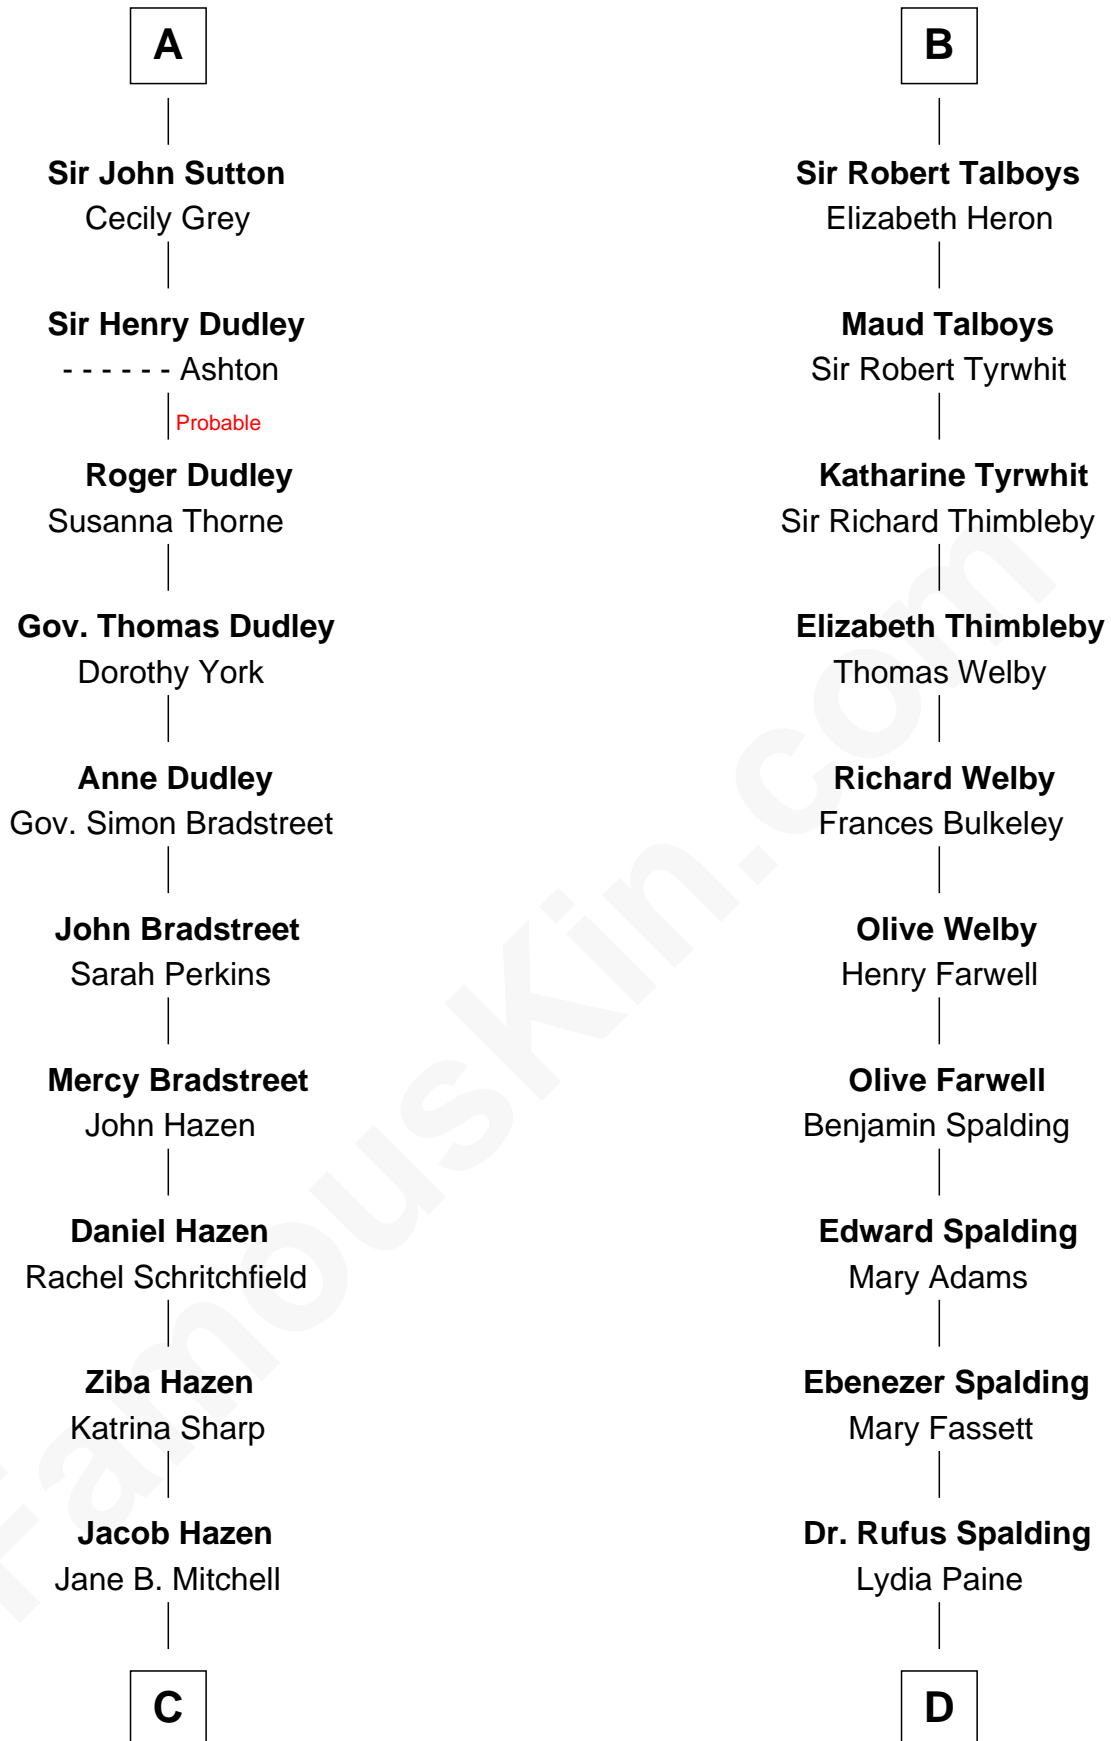 A
Sir John Sutton
Cecily Grey
Sir Henry Dudley
- - - - - - Ashton
Probable
Roger Dudley
Susanna Thorne
Gov. Thomas Dudley
Dorothy York
Anne Dudley
Gov. Simon Bradstreet
John Bradstreet
Sarah Perkins
Mercy Bradstreet
John Hazen
Daniel Hazen
Rachel Schritchfield
Ziba Hazen
Katrina Sharp
Jacob Hazen
Jane B. Mitchell
C
B
Sir Robert Talboys
Elizabeth Heron
Maud Talboys
Sir Robert Tyrwhit
Katharine Tyrwhit
Sir Richard Thimbleby
Elizabeth Thimbleby
Thomas Welby
Richard Welby
Frances Bulkeley
Olive Welby
Henry Farwell
Olive Farwell
Benjamin Spalding
Edward Spalding
Mary Adams
Ebenezer Spalding
Mary Fassett
Dr. Rufus Spalding
Lydia Paine
D
FamousKin.com